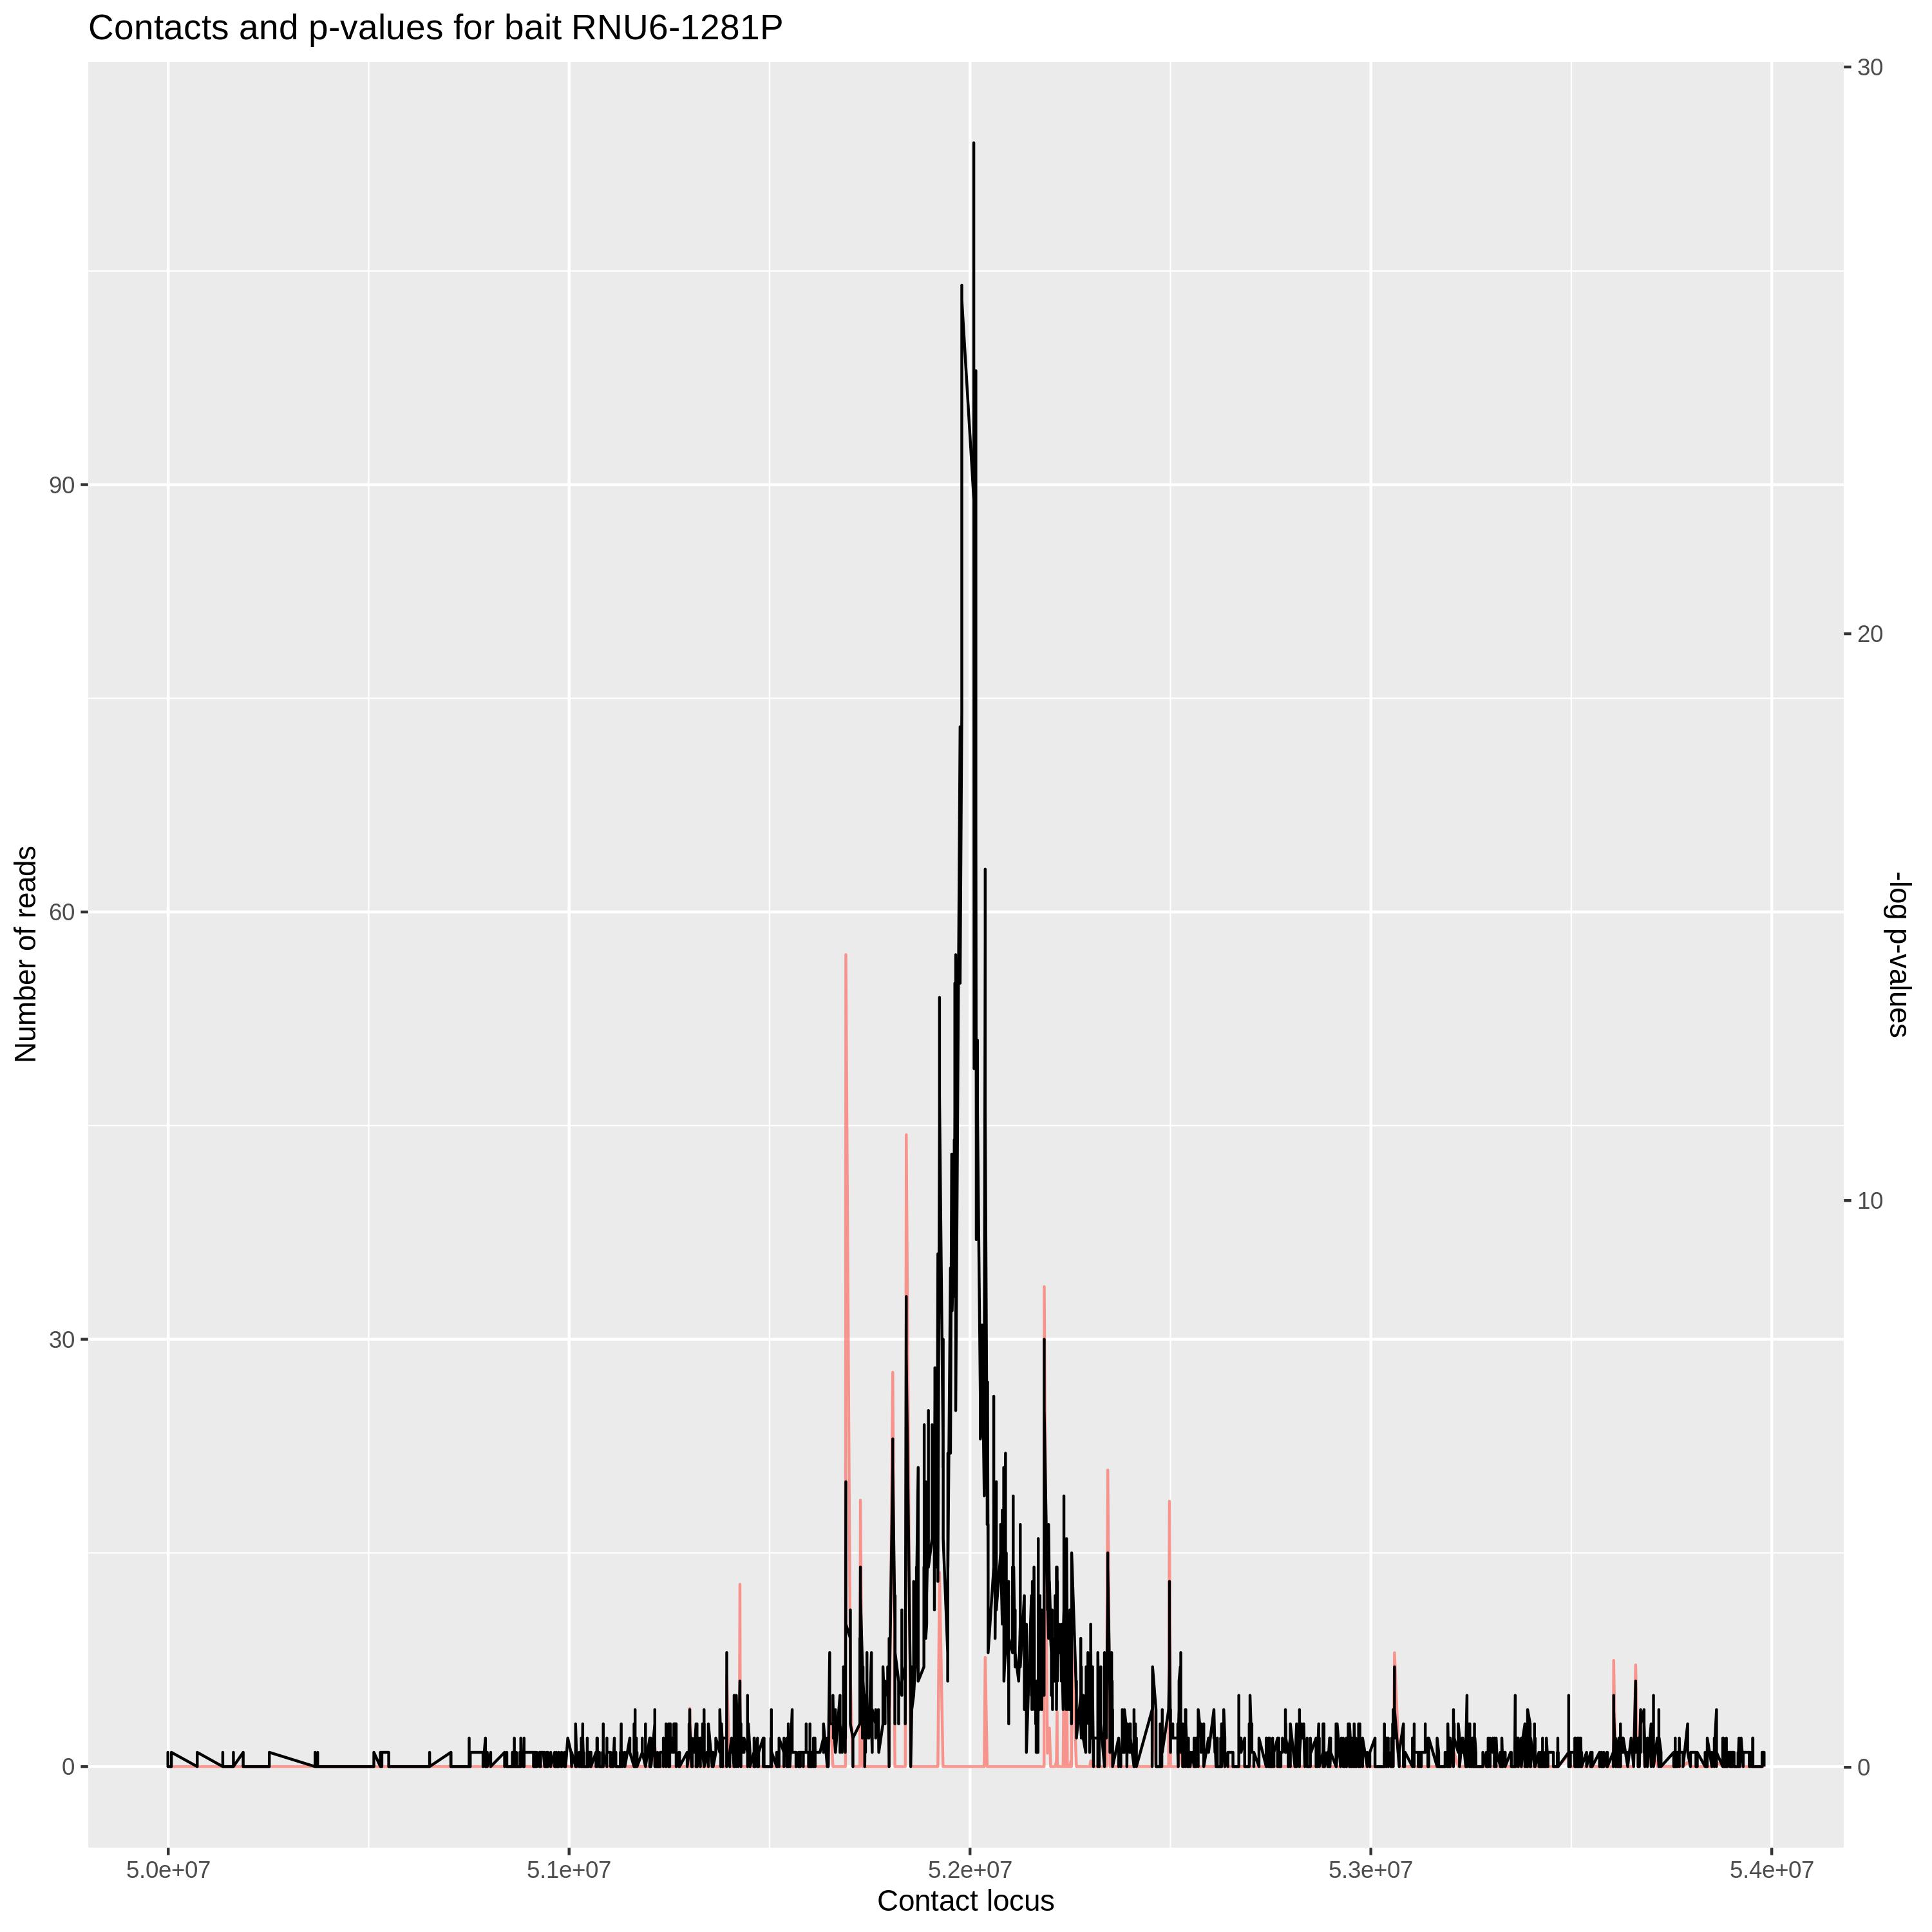 Contacts and p-values for bait RNU6-1281P
Number of reads
90
60
30
0
30
20
10
0
-log p-values
5.0e+07
5.1e+07
5.2e+07
5.3e+07
5.4e+07
Contact locus